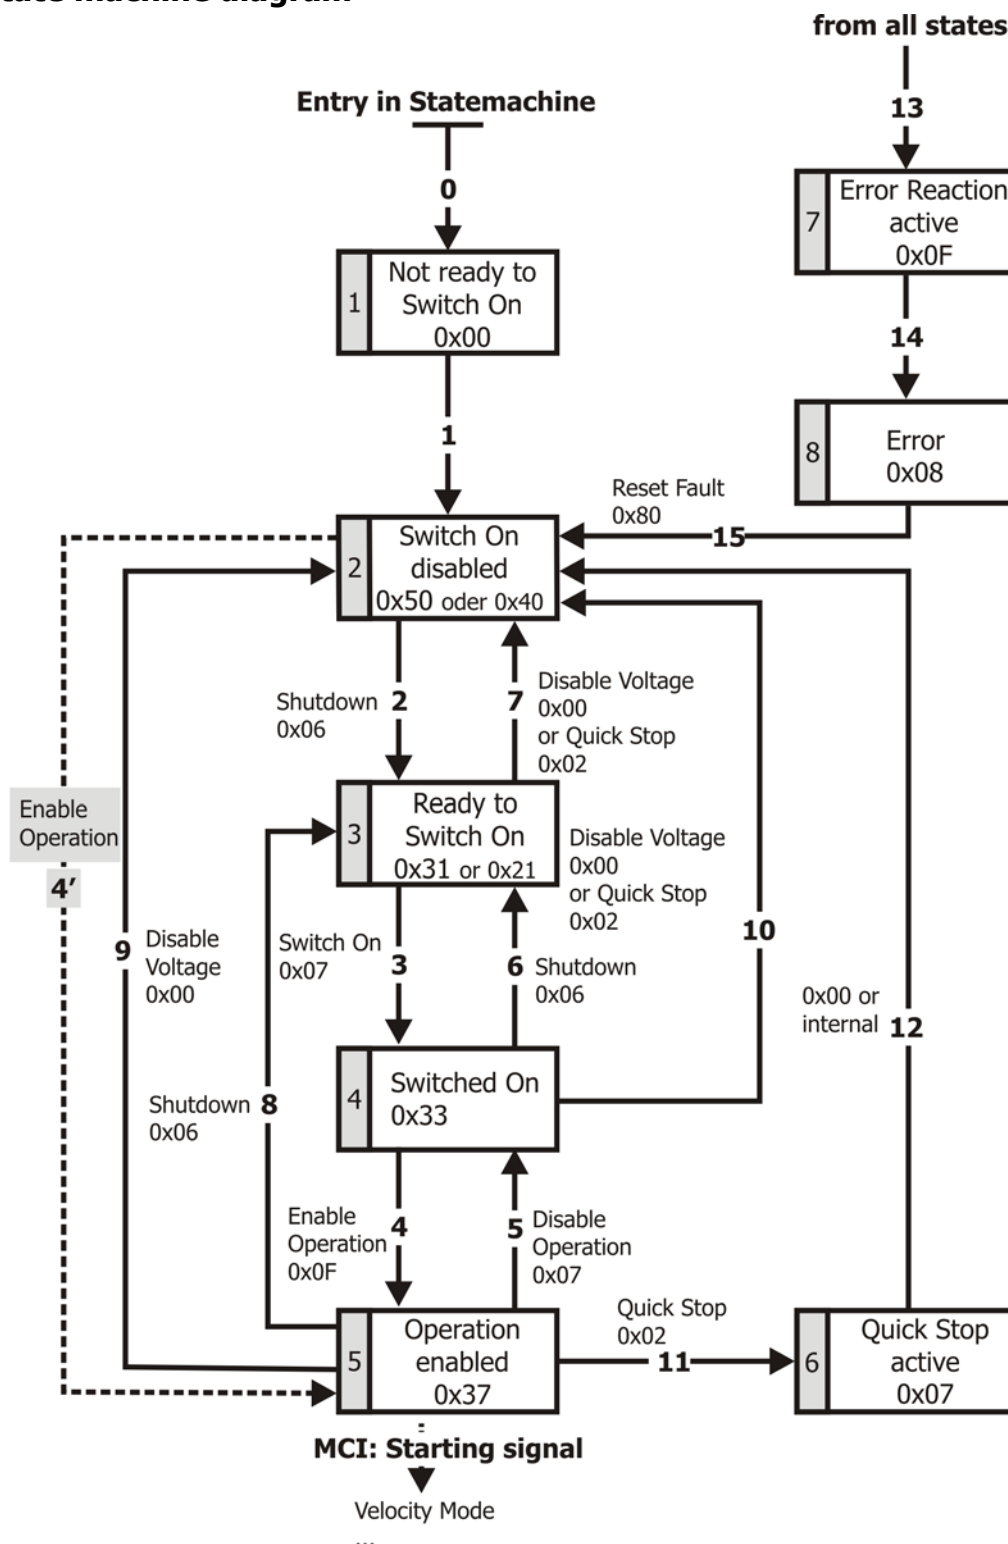 from all states
13
Entry in Statemachine
0
7
Error Reaction
active
0x0F
1
Not ready to
Switch On
0x00
14
8
Error
0x08
1
Reset Fault
0x80
15
2
Switch On
disabled
0x50 oder 0x40
Shutdown
0x06
2
7
Disable Voltage
0x00
or Quick Stop
0x02
Enable
Operation
4’
3
Ready to
Switch On
0x31 or 0x21
Disable Voltage
0x00
or Quick Stop
0x02
10
9
Disable
Voltage
0x00
Switch On
0x07
3
6
Shutdown
0x06
0x00 or
internal
12
4
Switched On
0x33
Shutdown
0x06
8
Enable
Operation
0x0F
4
5
Disable
Operation
0x07
Quick Stop
0x02
11
5
Operation
enabled
0x37
6
Quick Stop
active
0x07
MCI: Starting signal
Velocity Mode
...